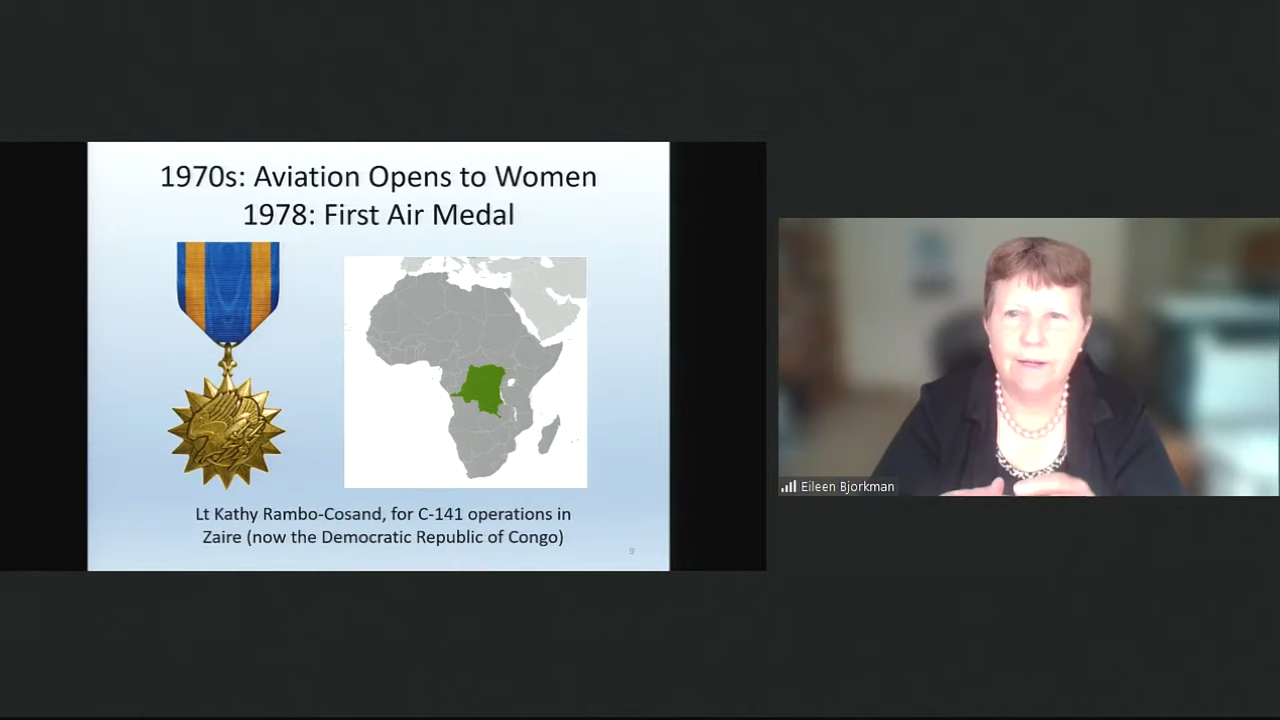 1970s: Aviation Opens to Women
1978: First Air Medal
Lt Kathy Rambo-Cosand, for C-141 operations in
Zaire (now the Democratic Republic of Congo)
9
Eileen Bjorkman